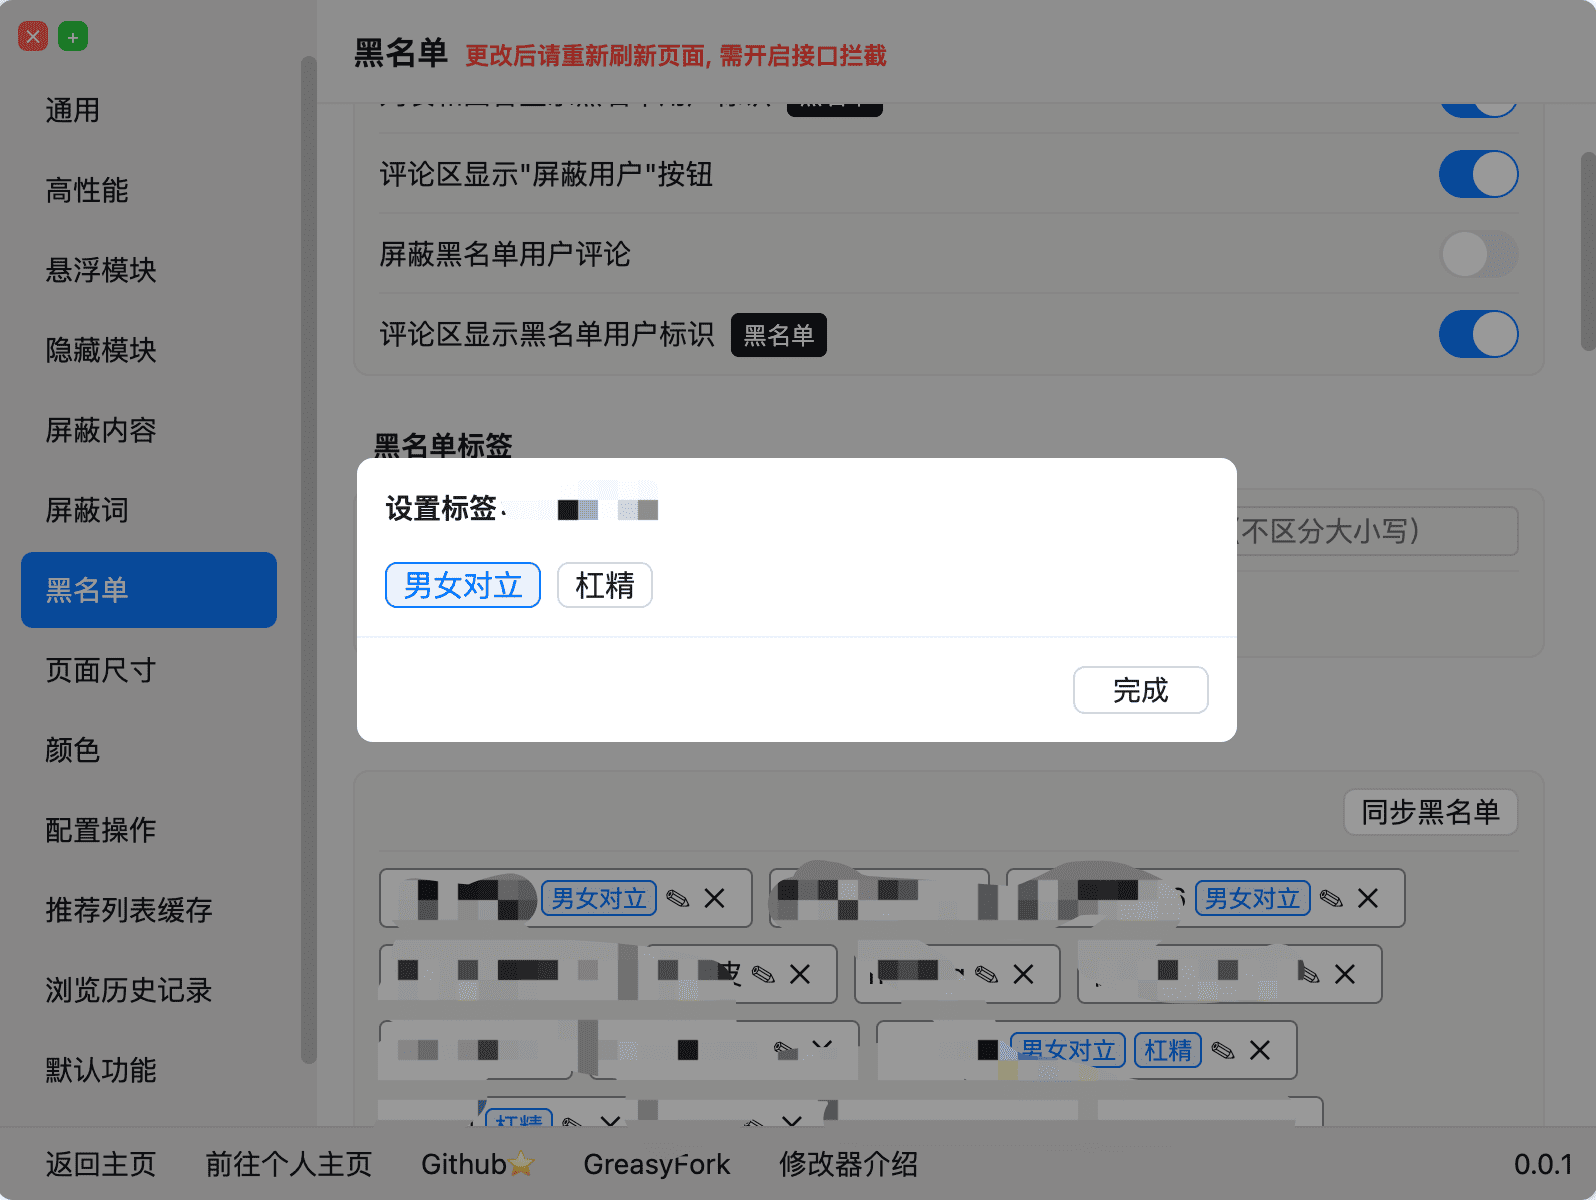 黑名单 更改后请重新刷新页面, 需开启接口拦截
通用
高性能
悬浮模块
隐藏模块
屏蔽内容
屏蔽词
黑名单
页面尺寸
颜色
配置操作
推荐列表缓存
浏览历史记录
默认功能
评论区显示"屏蔽用户"按钮
屏蔽黑名单用户评论
评论区显示黑名单用户标识 黑名单
黑名单标签
(不区分大小写)
设置标签
男女对立 杠精
完成
同步黑名单
男女对立 男女对立
男女对立 杠精
杠精
返回主页 前往个人主页 Github⭐ GreasyFork 修改器介绍 0.0.1